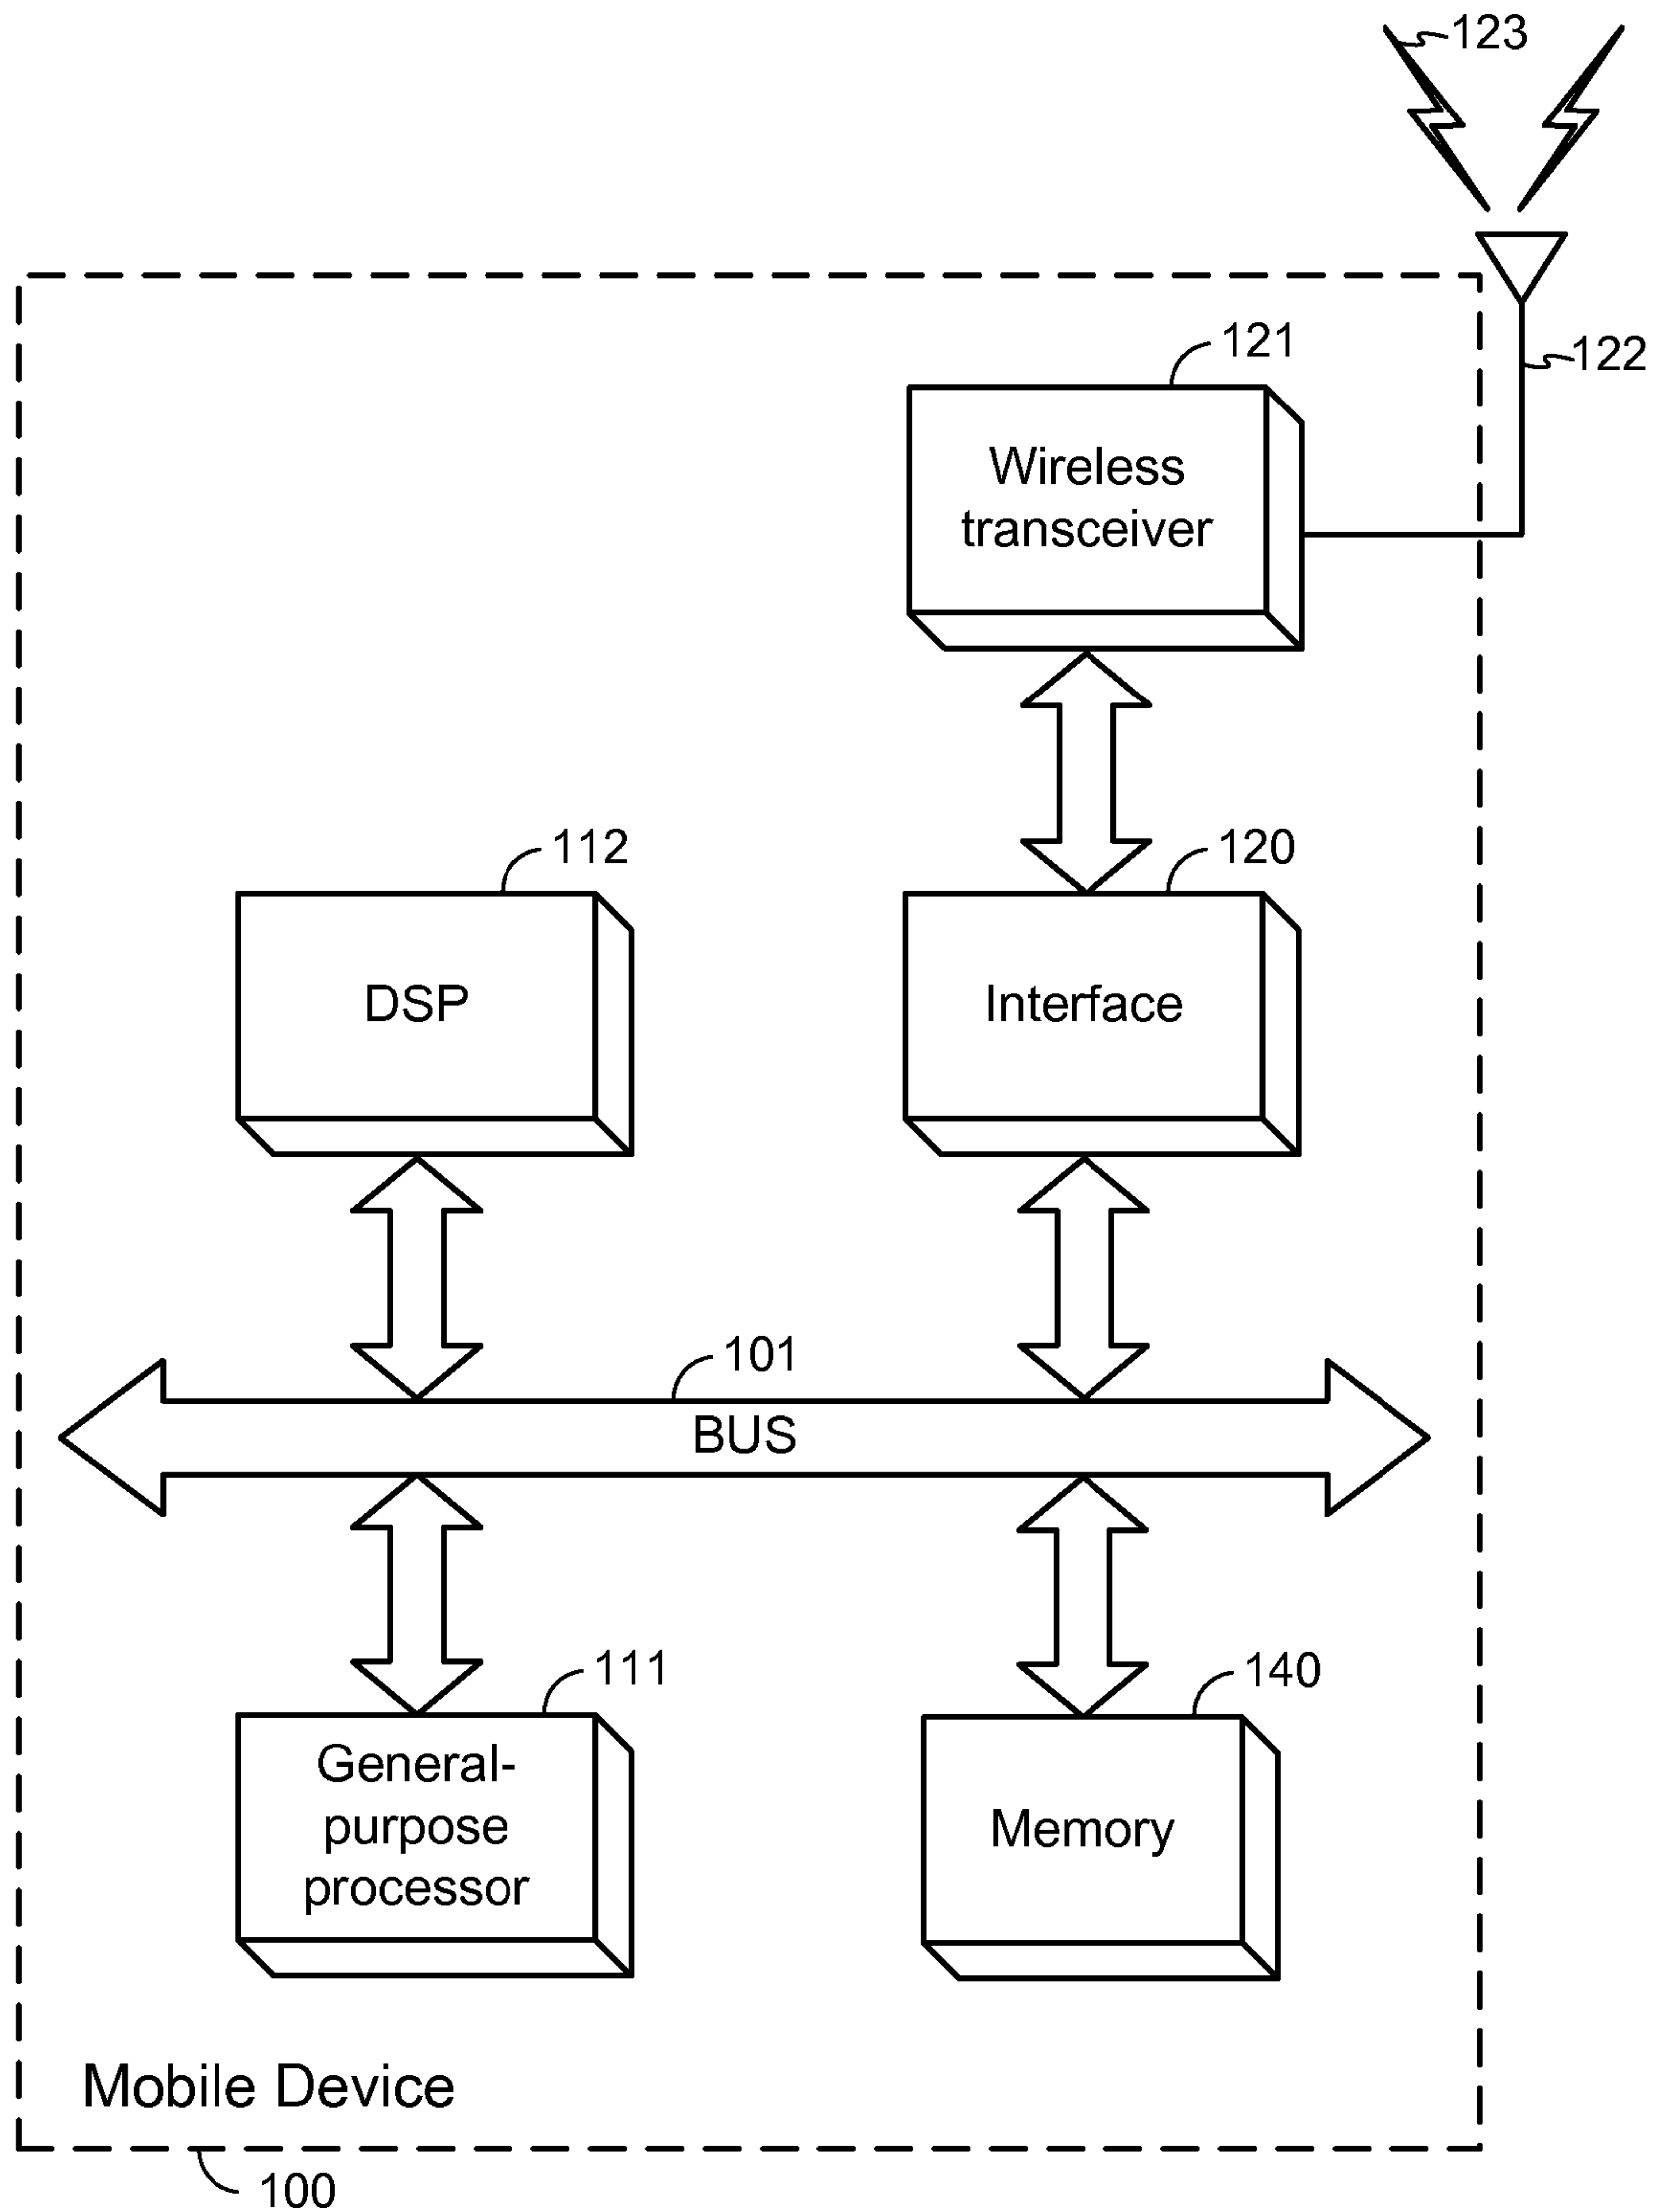 123
121
122
Wireless
transceiver
112
120
DSP
Interface
101
BUS
111
140
General-
purpose
processor
Memory
Mobile Device
100